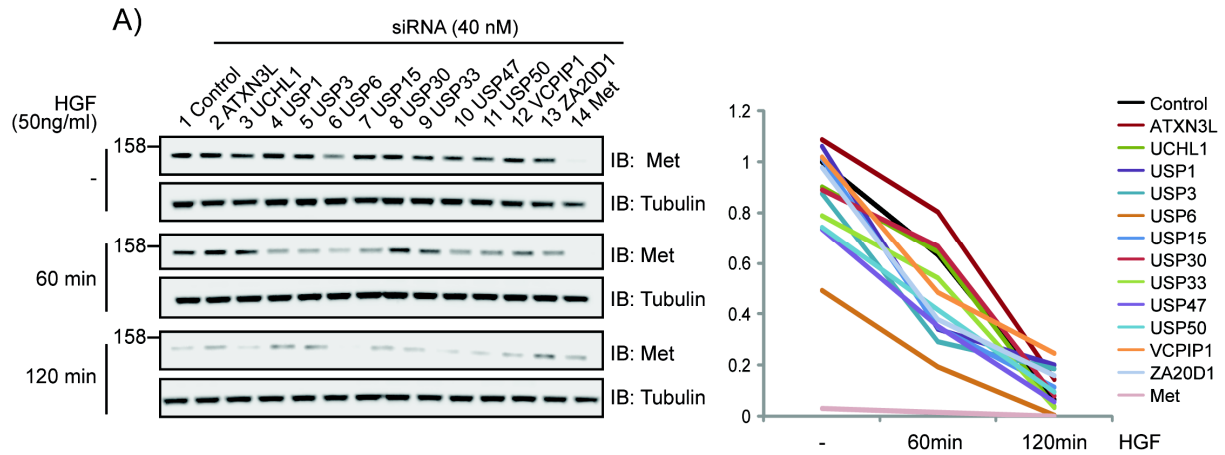 A)
siRNA (40 nM)
HGF
(50ng/ml)
1 Control
2 ATXN3L
3 UCHL1
4 USP1
5 USP3
6 USP6
7 USP15
8 USP30
9 USP33
10 USP47
11 USP50
12 VCPIP1
13 ZA20D1
14 Met
-
158
IB: Met
IB: Tubulin
60 min
158
IB: Met
IB: Tubulin
120 min
158
IB: Met
IB: Tubulin
1.2
1
0.8
0.6
0.4
0.2
0
- 60min 120min HGF
Control
ATXN3L
UCHL1
USP1
USP3
USP6
USP15
USP30
USP33
USP47
USP50
VCPIP1
ZA20D1
Met